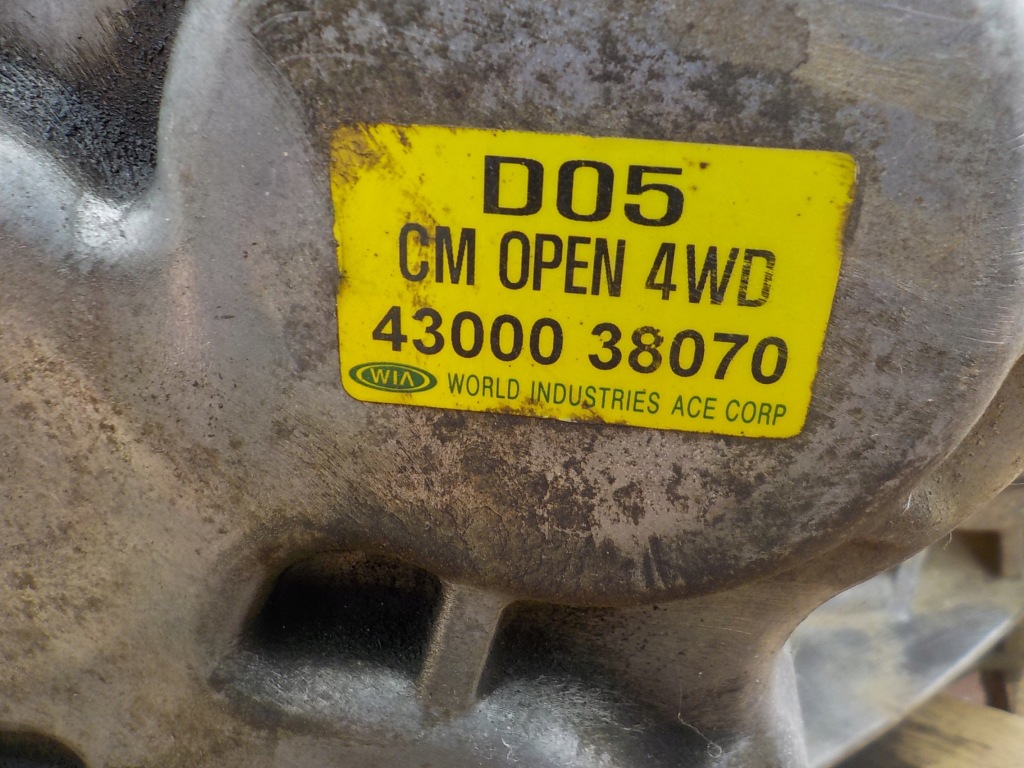 D05
CM OPEN 4WD
43000 38070
WIA WORLD INDUSTRIES ACE CORP